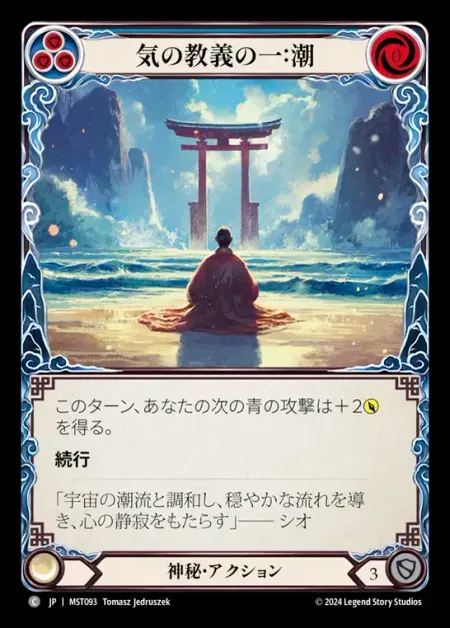 気の教義の一:潮
0
このターン、あなたの次の青の攻撃は+2
を得る。
続行
「宇宙の潮流と調和し、穏やかな流れを導
き、心の静寂をもたらす」── シオ
神秘・アクション
3
C JP | MST093 Tomasz Jedruszek
© 2024 Legend Story Studios